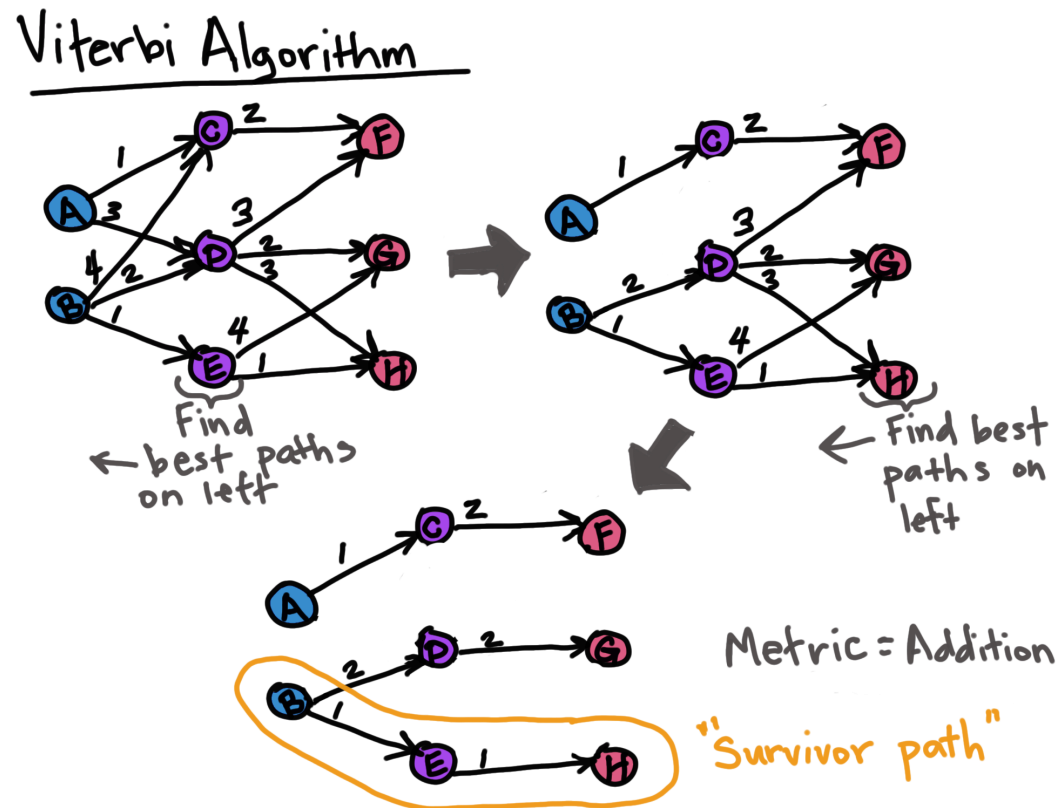 Viterbi Algorithm
C
2
F
1
A
3
3
D
2
3
G
4
2
B
1
4
E
1
H
Find
← best paths
on left
C
2
F
1
A
3
D
2
3
G
2
B
1
4
E
1
H
← Find best
paths on
left
C
2
F
1
A
D
2
G
2
B
1
E
1
H
Metric = Addition
"Survivor path"